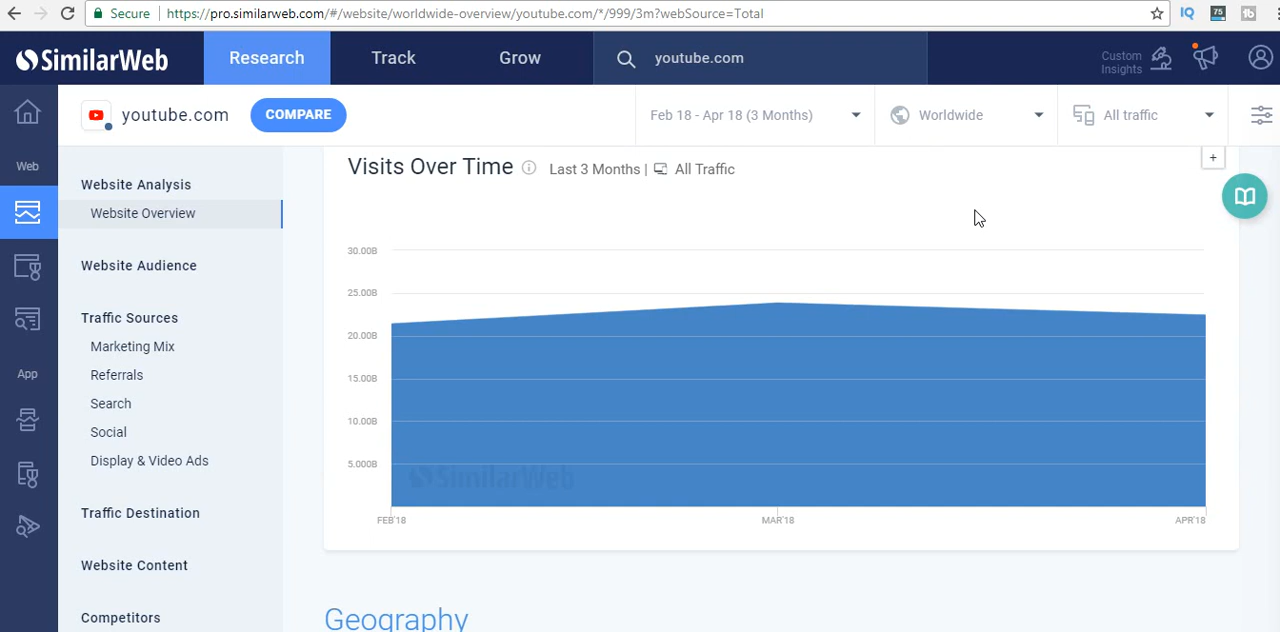 Secure https://pro.similarweb.com/#/website/worldwide-overview/youtube.com/*/999/3m?webSource=Total IQ 75 tb
SimilarWeb Research Track Grow youtube.com Custom Insights
youtube.com COMPARE Feb 18 - Apr 18 (3 Months) Worldwide All traffic
Web
App
Website Analysis
Website Overview
Website Audience
Traffic Sources
Marketing Mix
Referrals
Search
Social
Display & Video Ads
Traffic Destination
Website Content
Competitors
Visits Over Time Last 3 Months | All Traffic +
30.00B
25.00B
20.00B
15.00B
10.00B
5.000B
SimilarWeb
FEB'18 MAR'18 APR'18
Geography